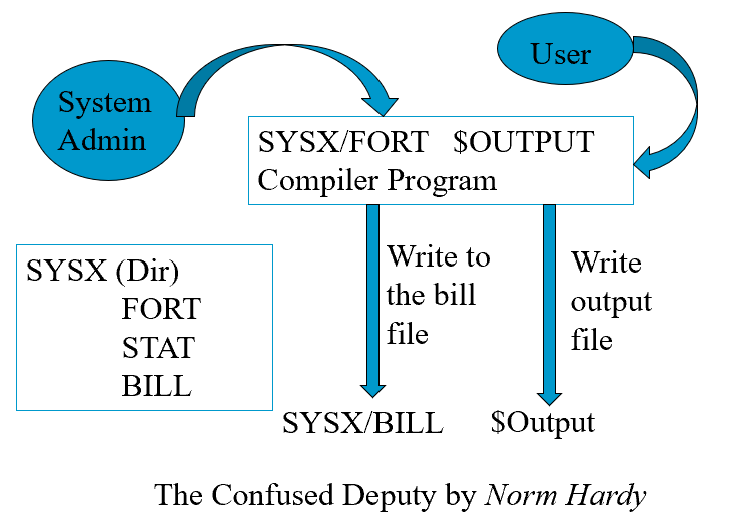 System
Admin
User
SYSX/FORT $OUTPUT
Compiler Program
SYSX (Dir)
FORT
STAT
BILL
Write to
the bill
file
Write
output
file
SYSX/BILL
$Output
The Confused Deputy by Norm Hardy